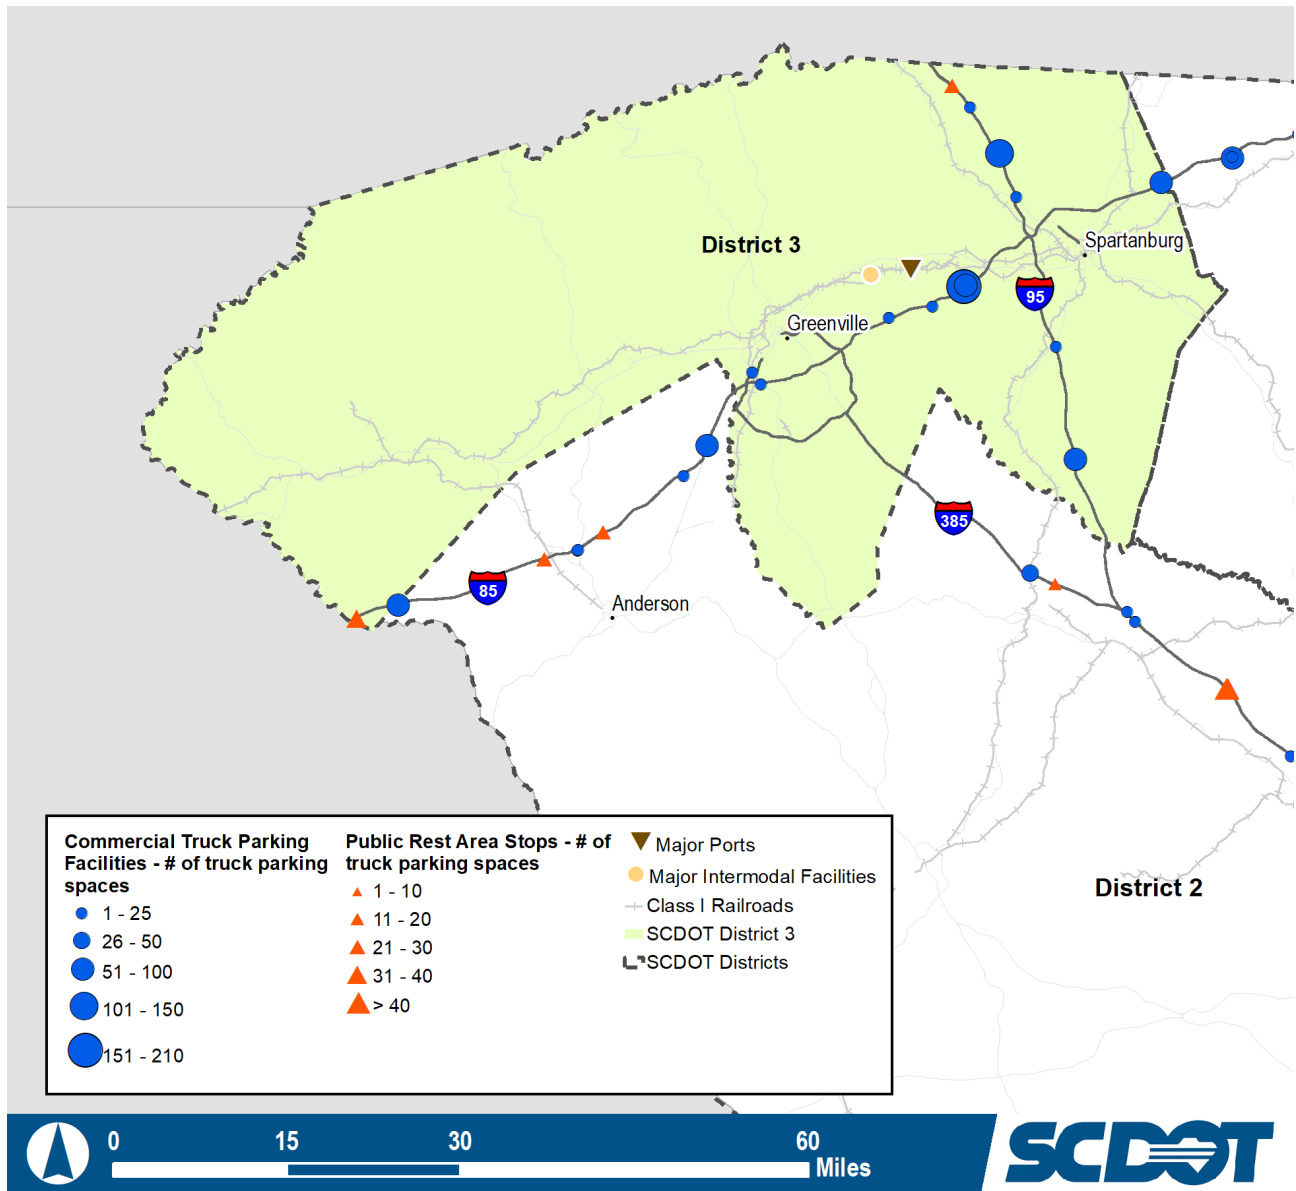 District 3
Spartanburg
95
Greenville
385
85
Anderson
District 2
Commercial Truck Parking
Facilities - # of truck parking
spaces
1 - 25
26 - 50
51 - 100
101 - 150
151 - 210
Public Rest Area Stops - # of
truck parking spaces
1 - 10
11 - 20
21 - 30
31 - 40
> 40
Major Ports
Major Intermodal Facilities
Class I Railroads
SCDOT District 3
SCDOT Districts
0 15 30 60
Miles
SCDOT